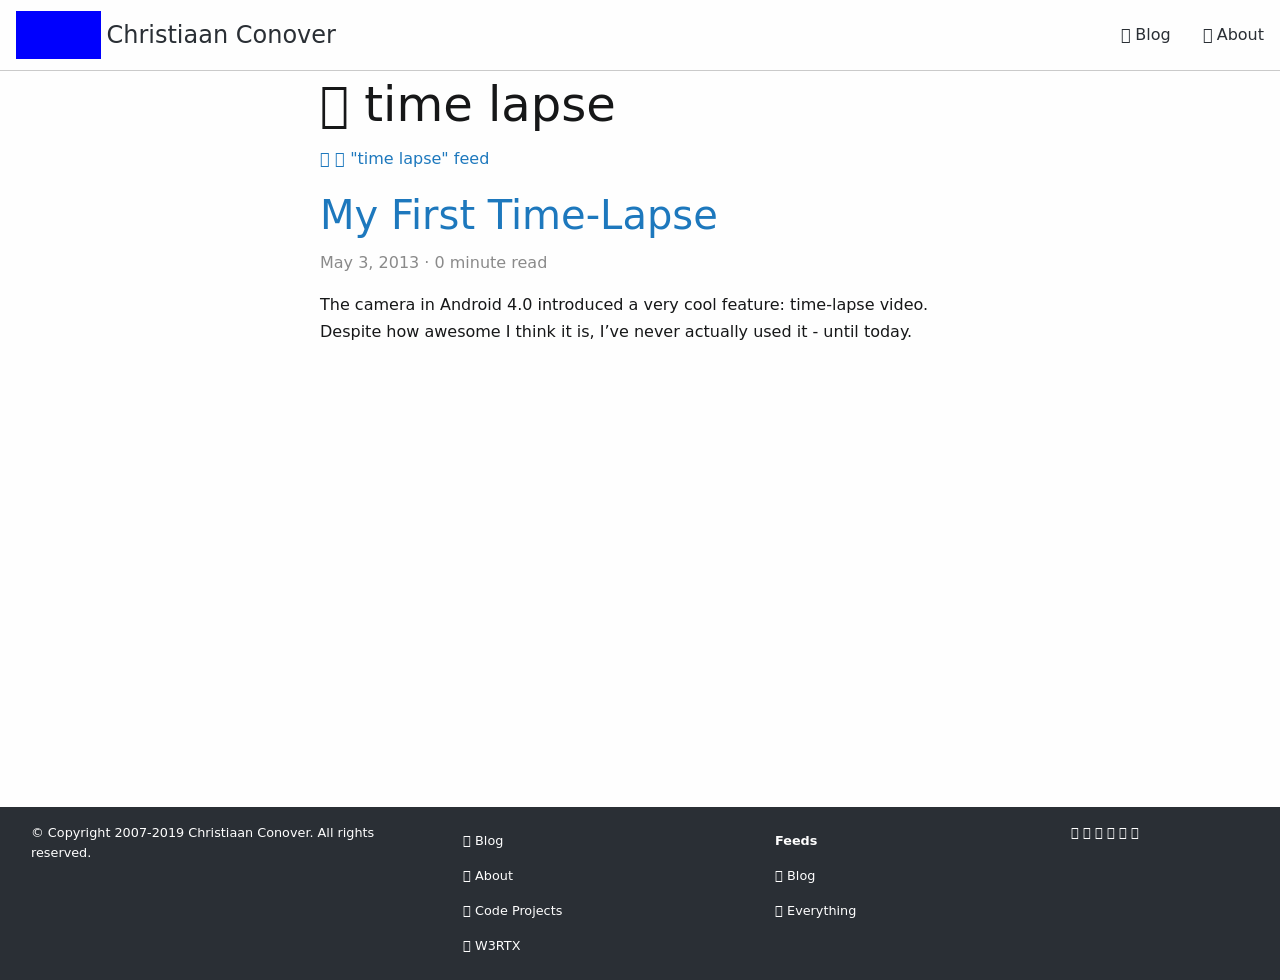 Christiaan Conover
Blog
About
time lapse
"time lapse" feed
My First Time-Lapse
May 3, 2013 · 0 minute read
The camera in Android 4.0 introduced a very cool feature: time-lapse video.
Despite how awesome I think it is, I’ve never actually used it - until today.
© Copyright 2007-2019 Christiaan Conover. All rights
reserved.
Blog
About
Code Projects
W3RTX
Feeds
Blog
Everything